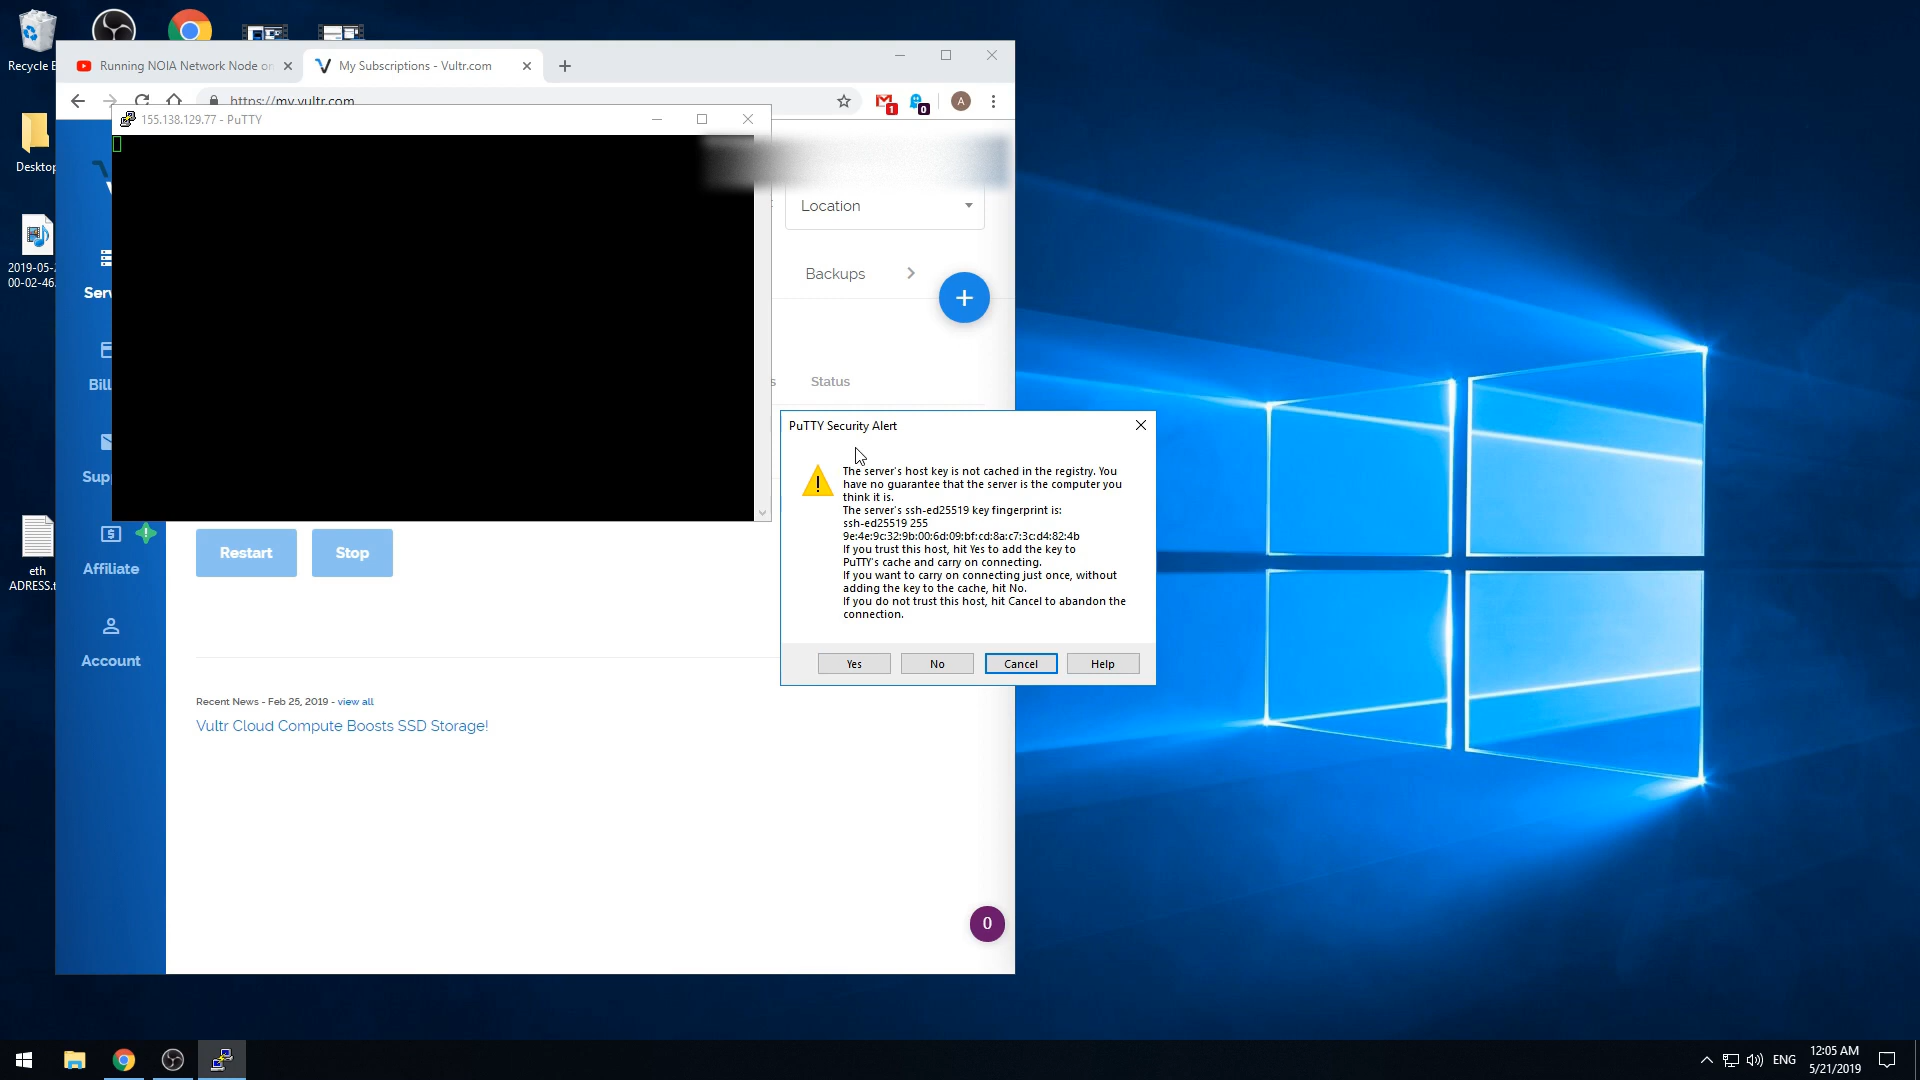 Recycle B
Desktop
2019-05-2
00-02-46.
eth
ADRESS.t
Running NOIA Network Node on
My Subscriptions - Vultr.com
https://my.vultr.com
1
0
A
155.138.129.77 - PuTTY
Location
Backups
+
s
Status
Serv
Bill
Supp
Affiliate
Account
Restart
Stop
Recent News - Feb 25, 2019 - view all
Vultr Cloud Compute Boosts SSD Storage!
0
PuTTY Security Alert
The server's host key is not cached in the registry. You
have no guarantee that the server is the computer you
think it is.
The server's ssh-ed25519 key fingerprint is:
ssh-ed25519 255
9e:4e:9c:32:9b:00:6d:09:bf:cd:8a:c7:3c:d4:82:4b
If you trust this host, hit Yes to add the key to
PuTTY's cache and carry on connecting.
If you want to carry on connecting just once, without
adding the key to the cache, hit No.
If you do not trust this host, hit Cancel to abandon the
connection.
Yes
No
Cancel
Help
ENG
12:05 AM
5/21/2019